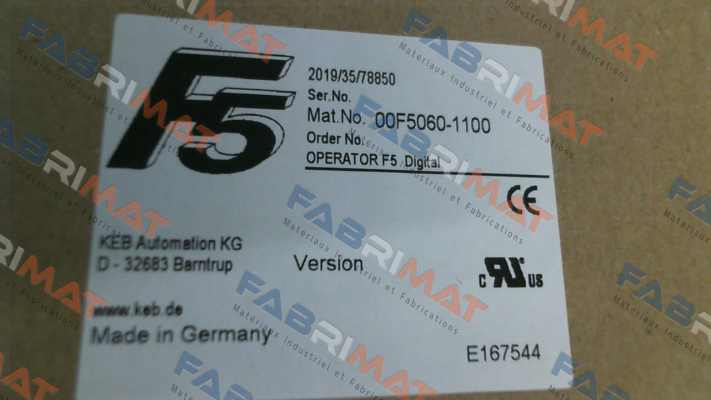 F5
2019/35/78850
Ser.No.
Mat.No. 00F5060-1100
Order No.
OPERATOR F5 Digital
CE
KEB Automation KG
D - 32683 Barntrup
Version
C RU US
www.keb.de
Made in Germany
E167544
FABRIMAT
Materiaux Industriel et Fabrications